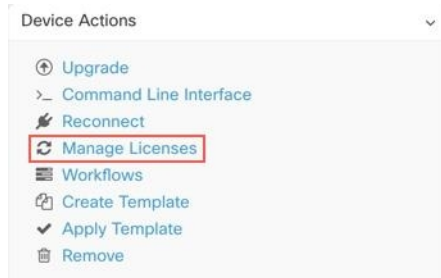 Device Actions
Upgrade
>_ Command Line Interface
Reconnect
Manage Licenses
Workflows
Create Template
Apply Template
Remove